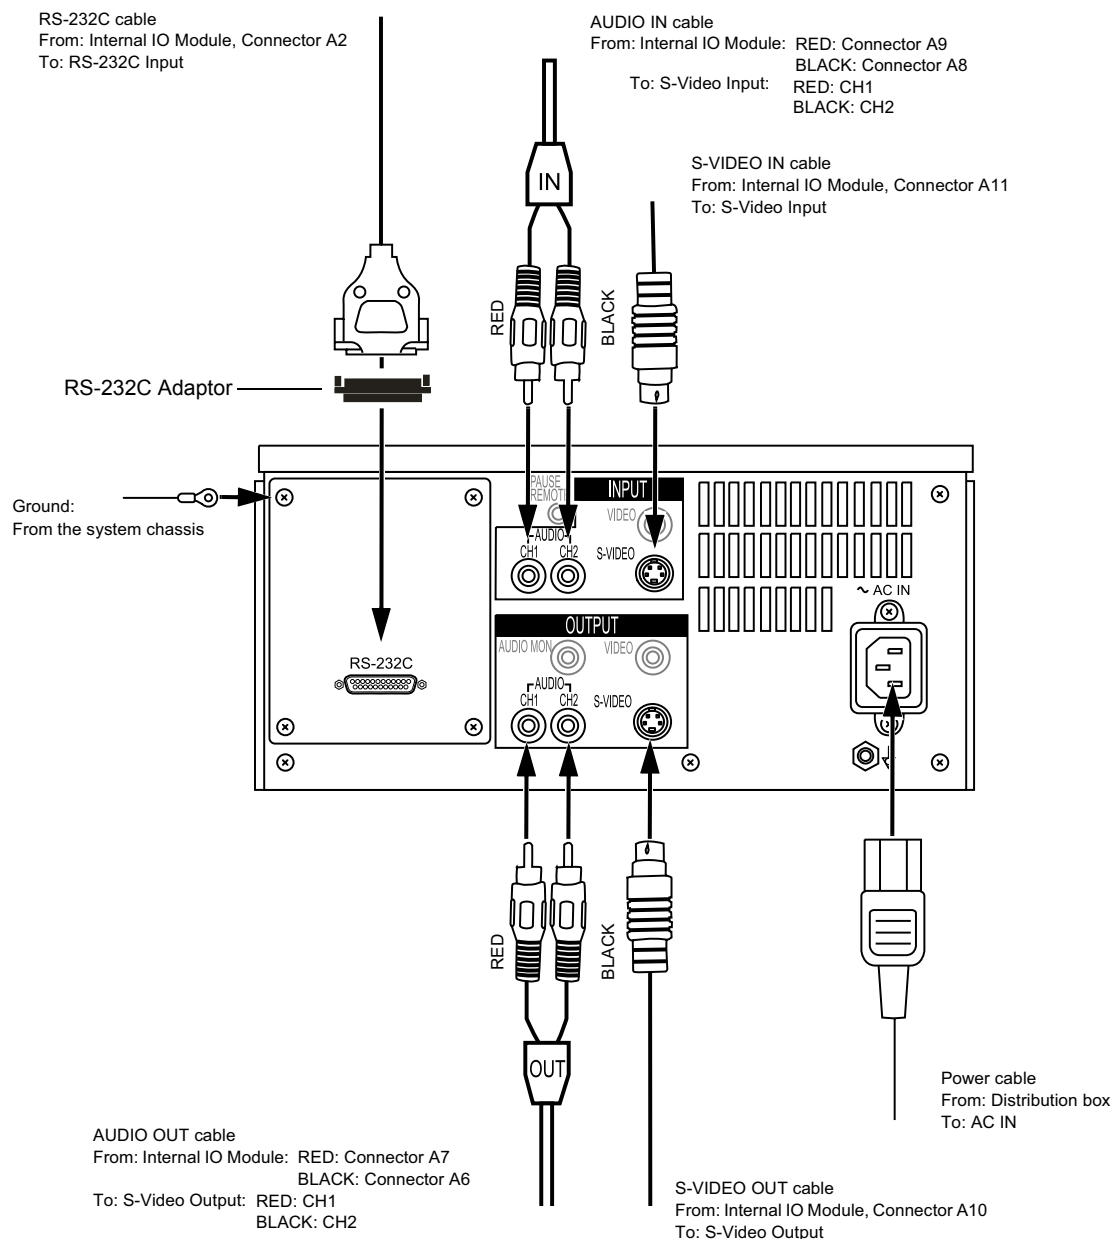 RS-232C cable
From: Internal IO Module, Connector A2
To: RS-232C Input
AUDIO IN cable
From: Internal IO Module: RED: Connector A9
BLACK: Connector A8
To: S-Video Input: RED: CH1
BLACK: CH2
S-VIDEO IN cable
From: Internal IO Module, Connector A11
To: S-Video Input
IN
RED
BLACK
RS-232C Adaptor
Ground:
From the system chassis
PAUSE
REMOT
INPUT
VIDEO
AUDIO
CH1 CH2 S-VIDEO
~ AC IN
OUTPUT
AUDIO MON VIDEO
RS-232C
AUDIO
CH1 CH2 S-VIDEO
RED
BLACK
OUT
Power cable
From: Distribution box
To: AC IN
AUDIO OUT cable
From: Internal IO Module: RED: Connector A7
BLACK: Connector A6
To: S-Video Output: RED: CH1
BLACK: CH2
S-VIDEO OUT cable
From: Internal IO Module, Connector A10
To: S-Video Output